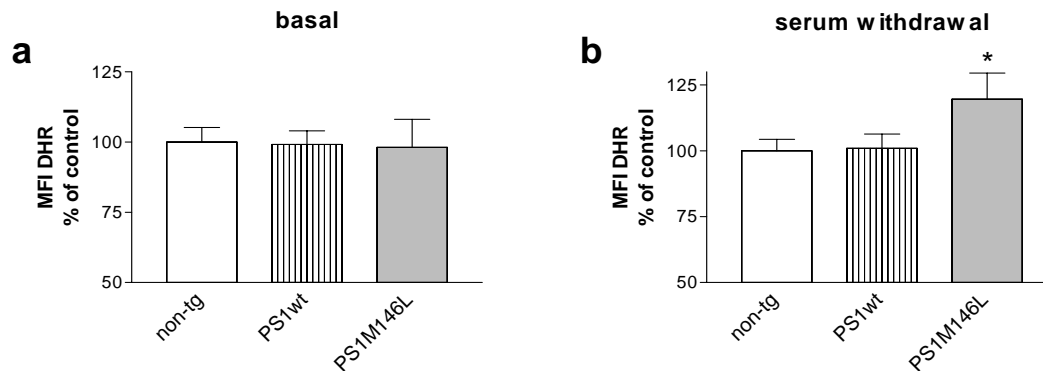 basal
a
MFI DHR
% of control
125
100
75
50
non-tg
PS1wt
PS1M146L
serum withdrawal
b
*
MFI DHR
% of control
125
100
75
50
non-tg
PS1wt
PS1M146L